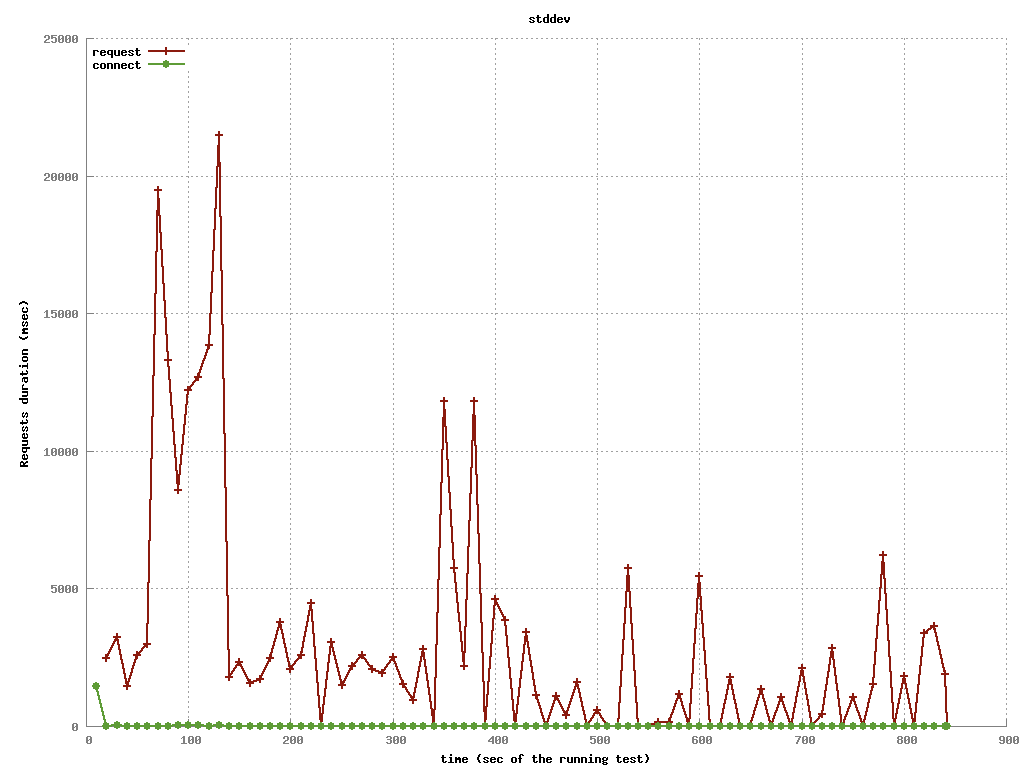 stddev
25000
request
connect
20000
15000
Requests duration (msec)
10000
5000
0
0 100 200 300 400 500 600 700 800 900
time (sec of the running test)